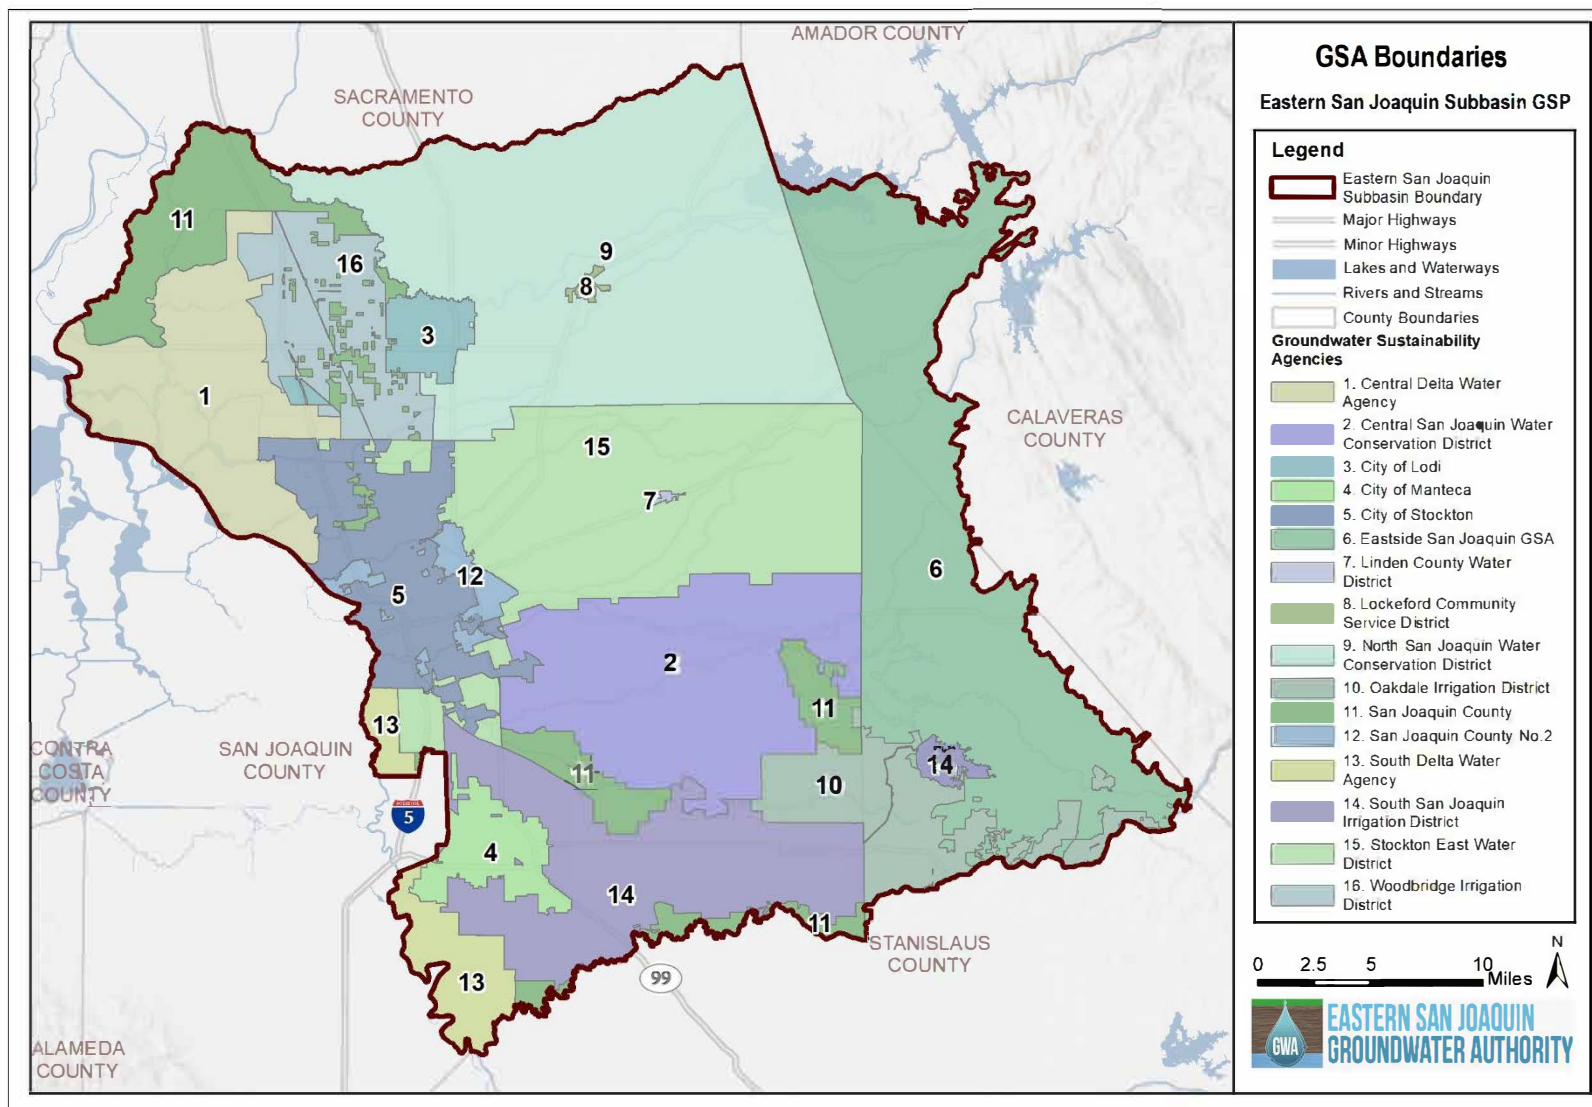 AMADOR COUNTY
SACRAMENTO
COUNTY
11
9
16
8
3
1
CALAVERAS
COUNTY
15
7
12
6
5
2
11
13
CONTRA
COSTA
COUNTY
SAN JOAQUIN
COUNTY
11
14
10
INTERSTATE
5
4
14
11
STANISLAUS
COUNTY
99
13
ALAMEDA
COUNTY
GSA Boundaries
Eastern San Joaquin Subbasin GSP
Legend
Eastern San Joaquin
Subbasin Boundary
Major Highways
Minor Highways
Lakes and Waterways
Rivers and Streams
County Boundaries
Groundwater Sustainability
Agencies
1. Central Delta Water
Agency
2. Central San Joaquin Water
Conservation District
3. City of Lodi
4. City of Manteca
5. City of Stockton
6. Eastside San Joaquin GSA
7. Linden County Water
District
8. Lockeford Community
Service District
9. North San Joaquin Water
Conservation District
10. Oakdale Irrigation District
11. San Joaquin County
12. San Joaquin County No.2
13. South Delta Water
Agency
14. South San Joaquin
Irrigation District
15. Stockton East Water
District
16. Woodbridge Irrigation
District
N
0 2.5 5 10
Miles
GWA
EASTERN SAN JOAQUIN
GROUNDWATER AUTHORITY